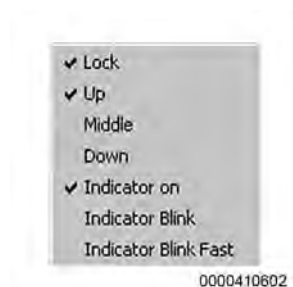 ✔ Lock
✔ Up
Middle
Down
✔ Indicator on
Indicator Blink
Indicator Blink Fast
0000410602